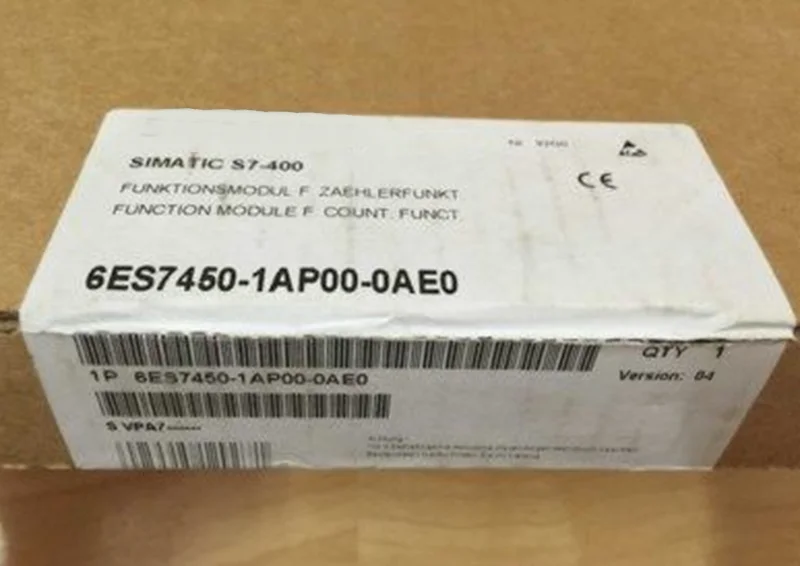 SIMATIC S7-400
FUNKTIONSMODUL F. ZAEHLERFUNKT
FUNCTION MODULE F. COUNT. FUNCT
CE
6ES7450-1AP00-0AE0
QTY 1
1P 6ES7450-1AP00-0AE0
Version: 04
S VPA7